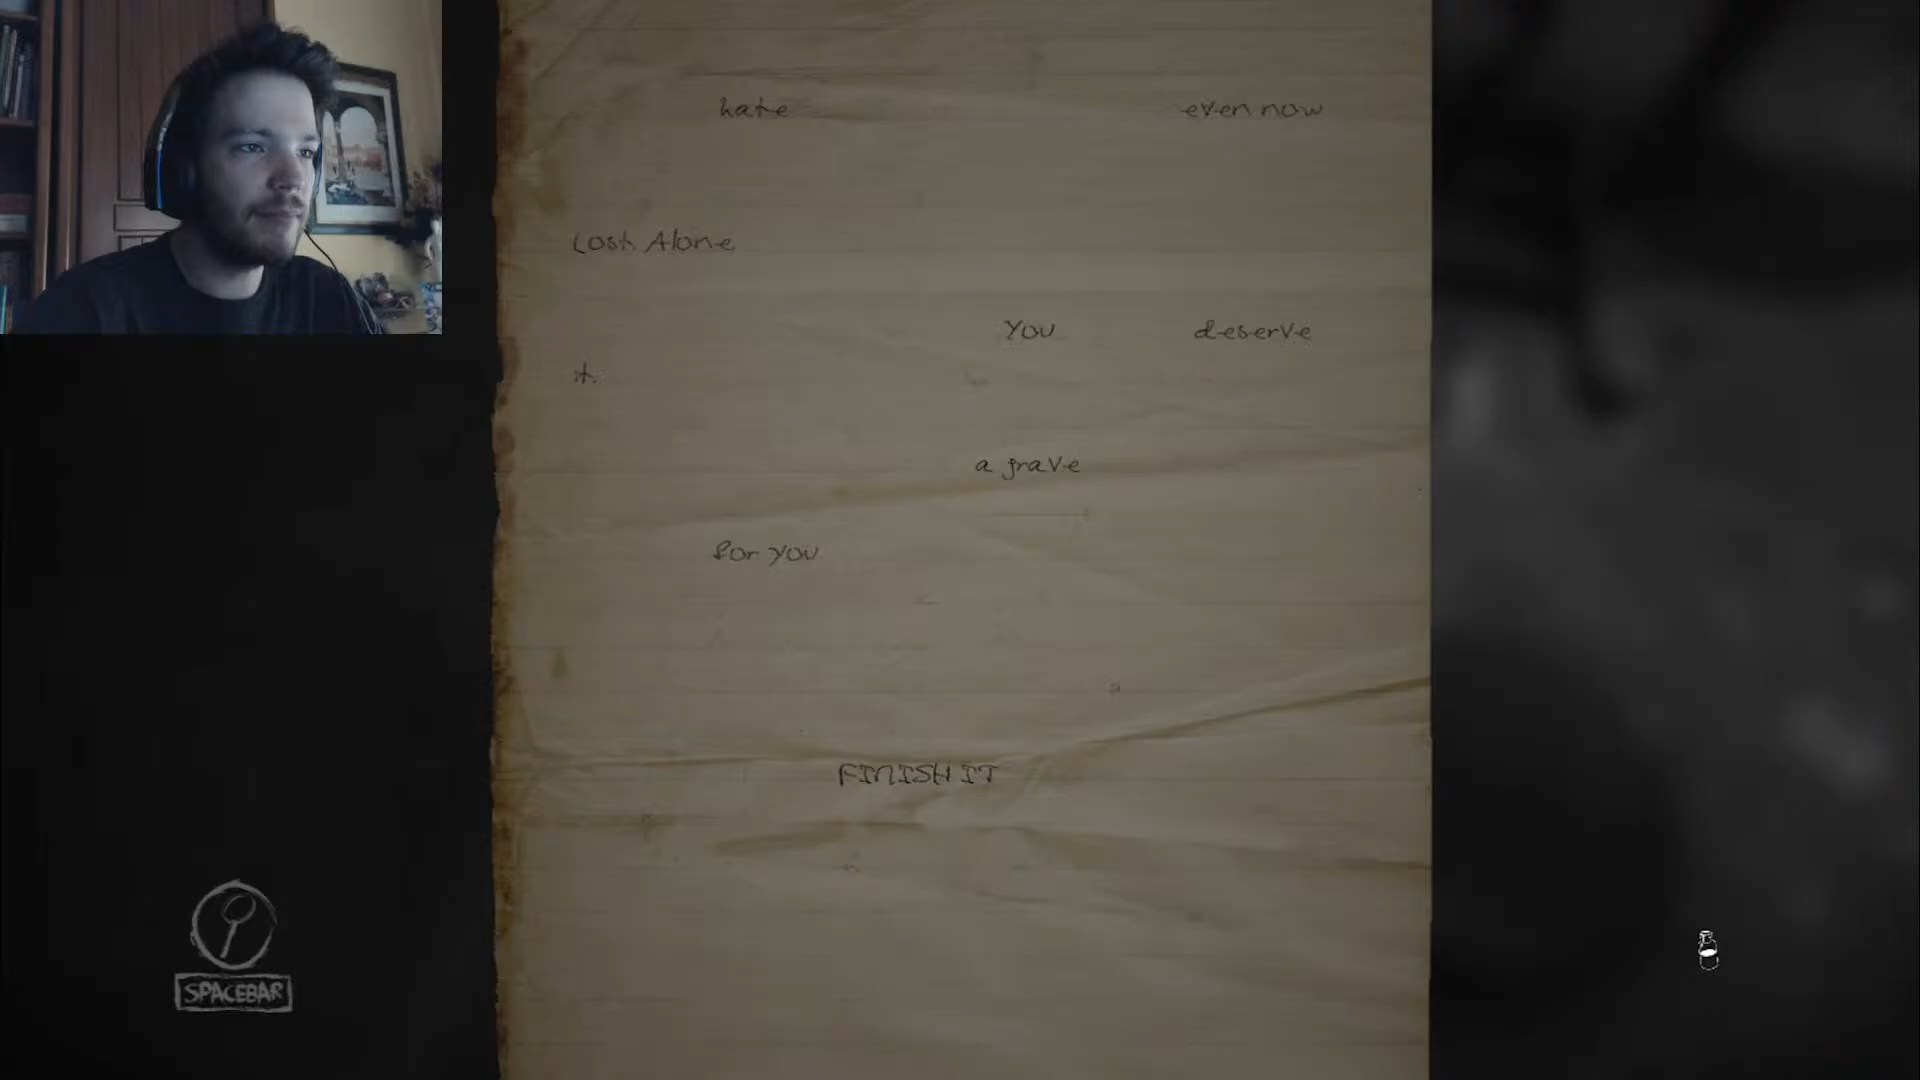 hate even now
Lost Alone
You deserve
it.
a grave
for you
FINISH IT
SPACEBAR